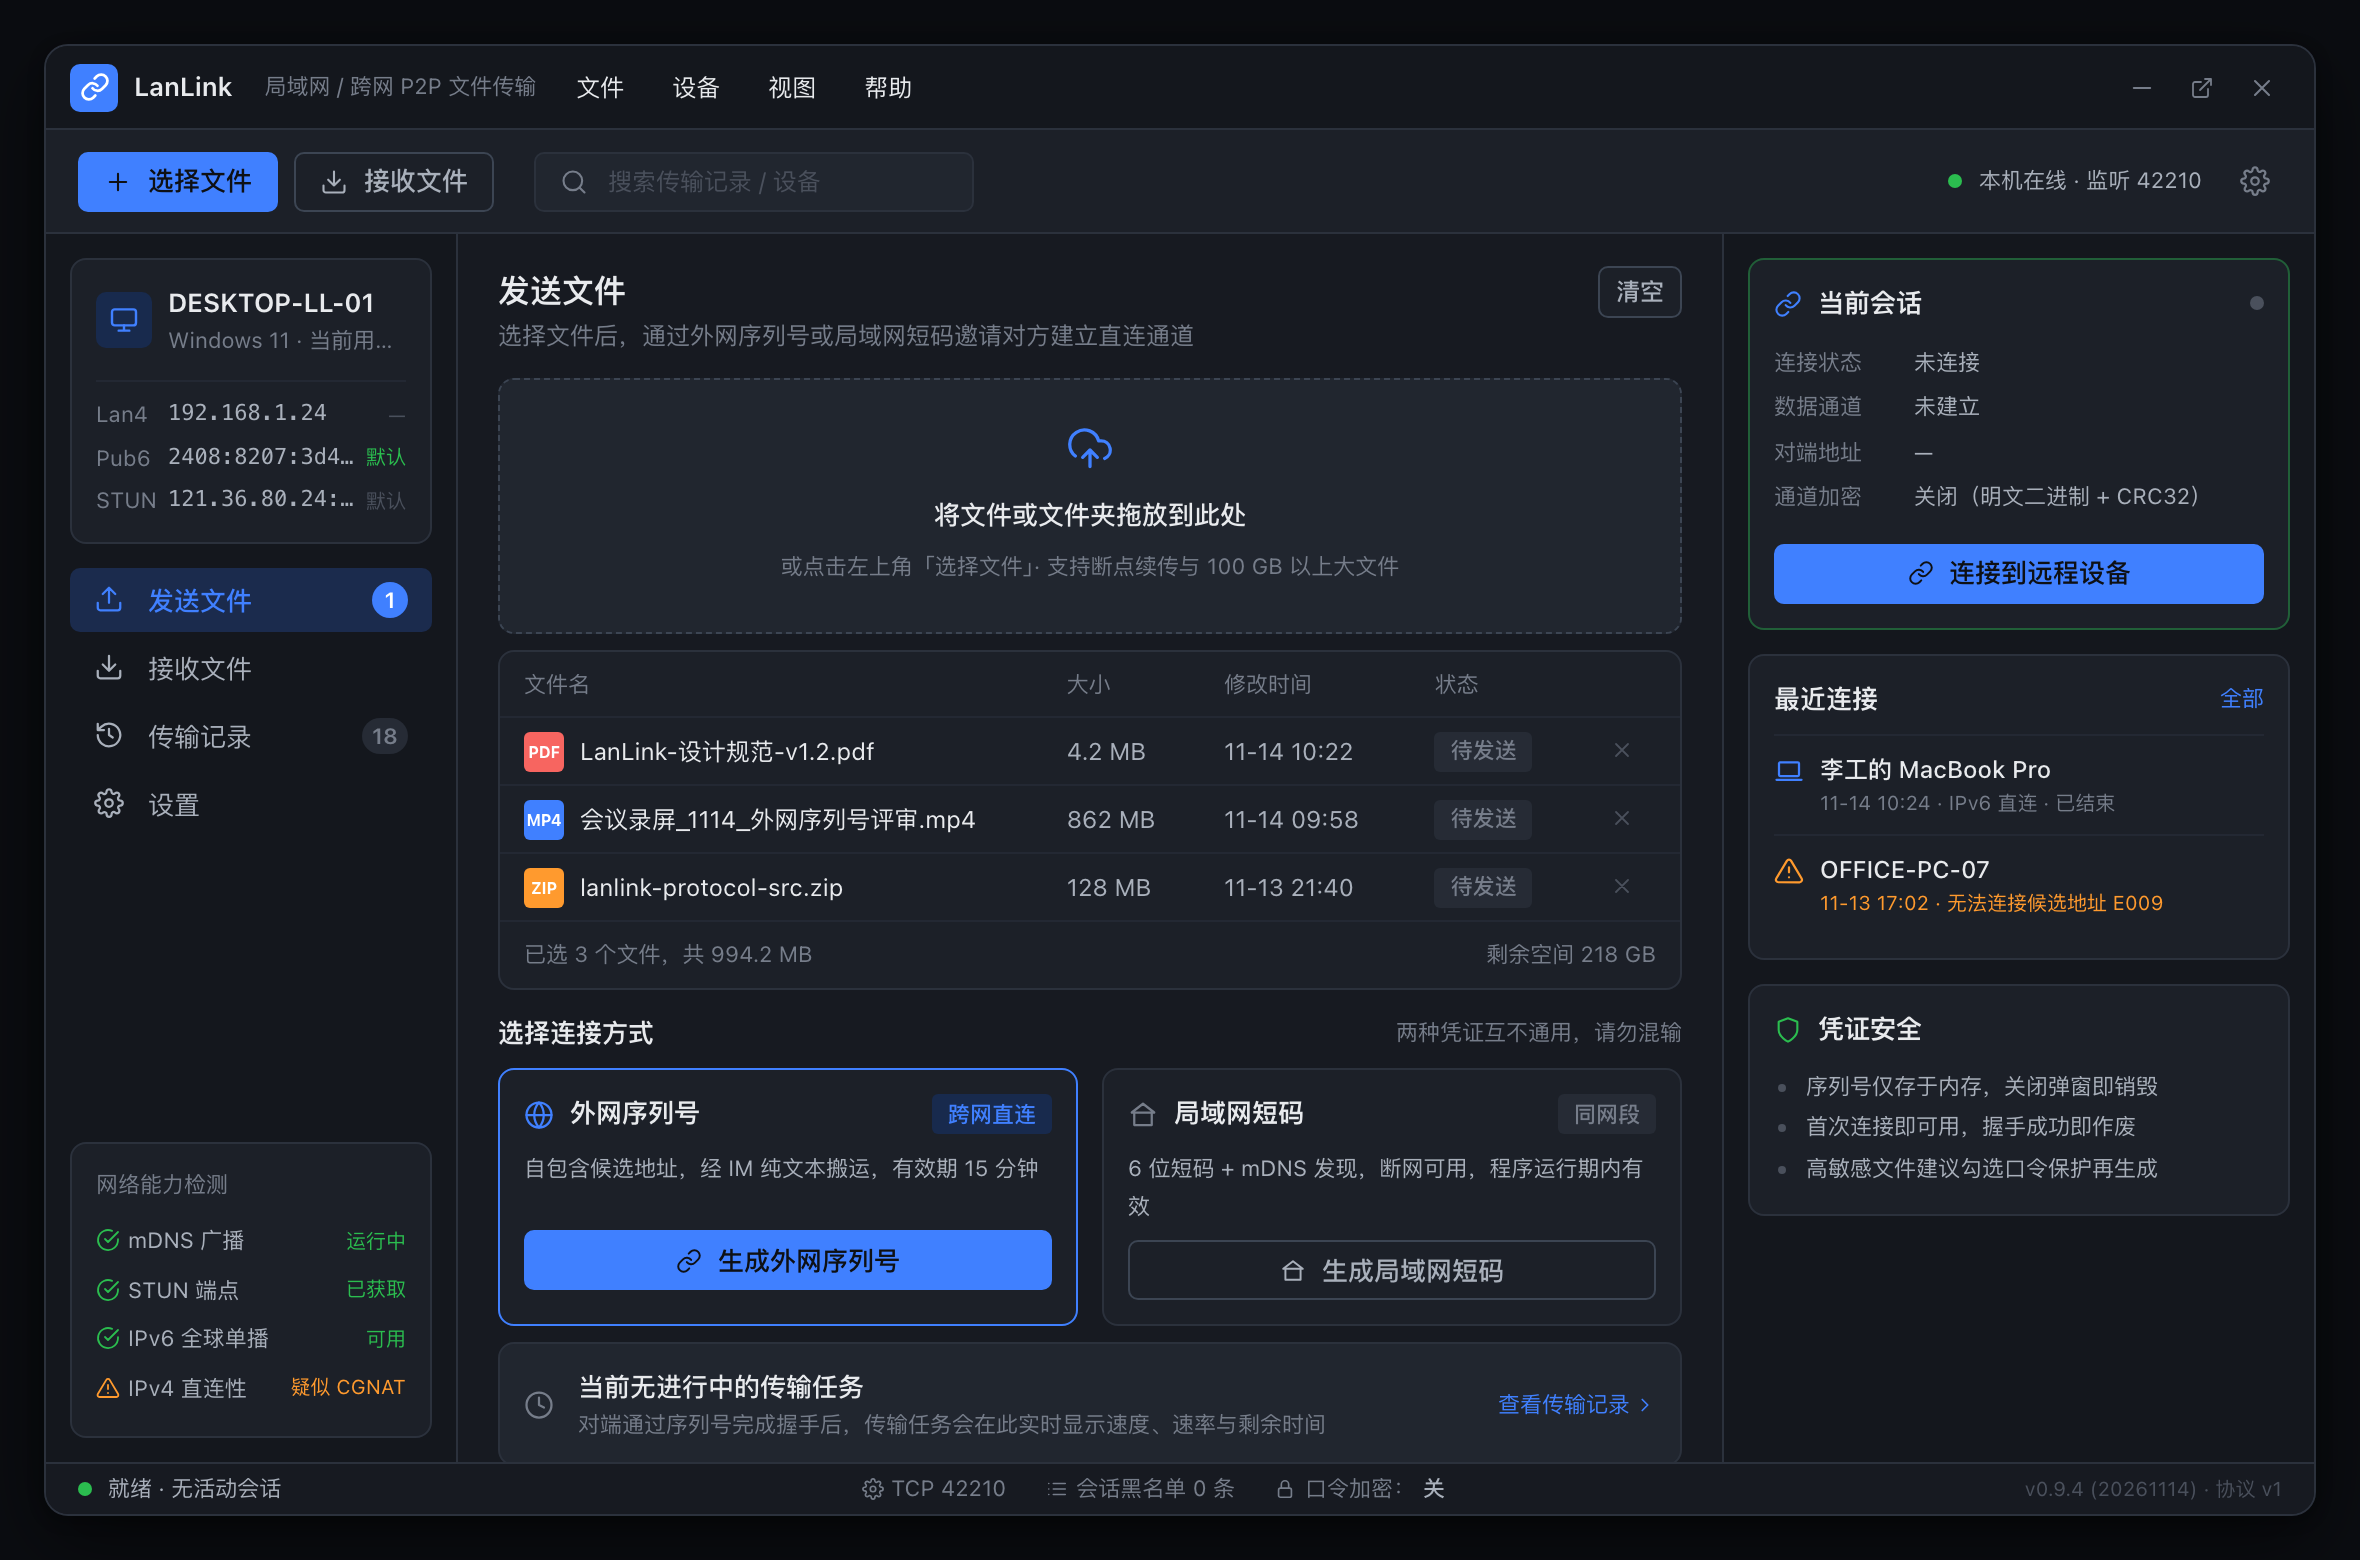 LanLink 局域网 / 跨网 P2P 文件传输 文件 设备 视图 帮助
选择文件 接收文件 搜索传输记录 / 设备 本机在线 · 监听 42210
DESKTOP-LL-01
Windows 11 · 当前用...
Lan4 192.168.1.24 —
Pub6 2408:8207:3d4… 默认
STUN 121.36.80.24:… 默认
发送文件 1
接收文件
传输记录 18
设置
网络能力检测
mDNS 广播 运行中
STUN 端点 已获取
IPv6 全球单播 可用
IPv4 直连性 疑似 CGNAT
发送文件 清空
选择文件后，通过外网序列号或局域网短码邀请对方建立直连通道
将文件或文件夹拖放到此处
或点击左上角「选择文件」· 支持断点续传与 100 GB 以上大文件
文件名 大小 修改时间 状态
PDF LanLink-设计规范-v1.2.pdf 4.2 MB 11-14 10:22 待发送
MP4 会议录屏_1114_外网序列号评审.mp4 862 MB 11-14 09:58 待发送
ZIP lanlink-protocol-src.zip 128 MB 11-13 21:40 待发送
已选 3 个文件，共 994.2 MB 剩余空间 218 GB
选择连接方式 两种凭证互不通用，请勿混输
外网序列号 跨网直连
自包含候选地址，经 IM 纯文本搬运，有效期 15 分钟
生成外网序列号
局域网短码 同网段
6 位短码 + mDNS 发现，断网可用，程序运行期内有
效
生成局域网短码
当前无进行中的传输任务
对端通过序列号完成握手后，传输任务会在此实时显示速度、速率与剩余时间
查看传输记录
当前会话
连接状态 未连接
数据通道 未建立
对端地址 —
通道加密 关闭（明文二进制 + CRC32）
连接到远程设备
最近连接 全部
李工的 MacBook Pro
11-14 10:24 · IPv6 直连 · 已结束
OFFICE-PC-07
11-13 17:02 · 无法连接候选地址 E009
凭证安全
序列号仅存于内存，关闭弹窗即销毁
首次连接即可用，握手成功即作废
高敏感文件建议勾选口令保护再生成
就绪 · 无活动会话 TCP 42210 会话黑名单 0 条 口令加密： 关 v0.9.4 (20261114) · 协议 v1